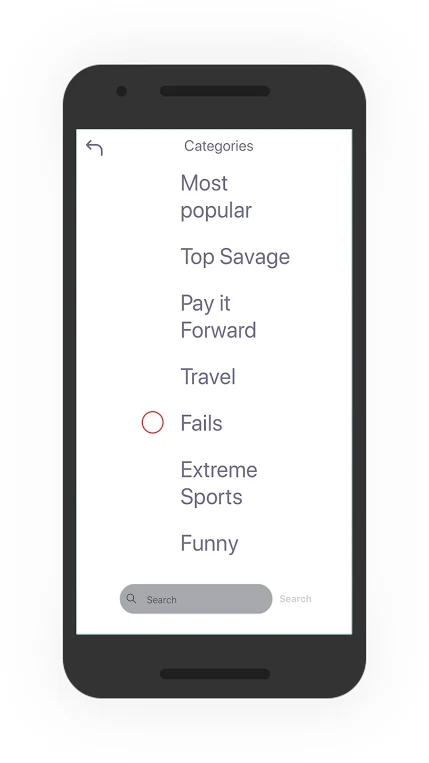 Categories
Most
popular
Top Savage
Pay it
Forward
Travel
Fails
Extreme
Sports
Funny
Search Search